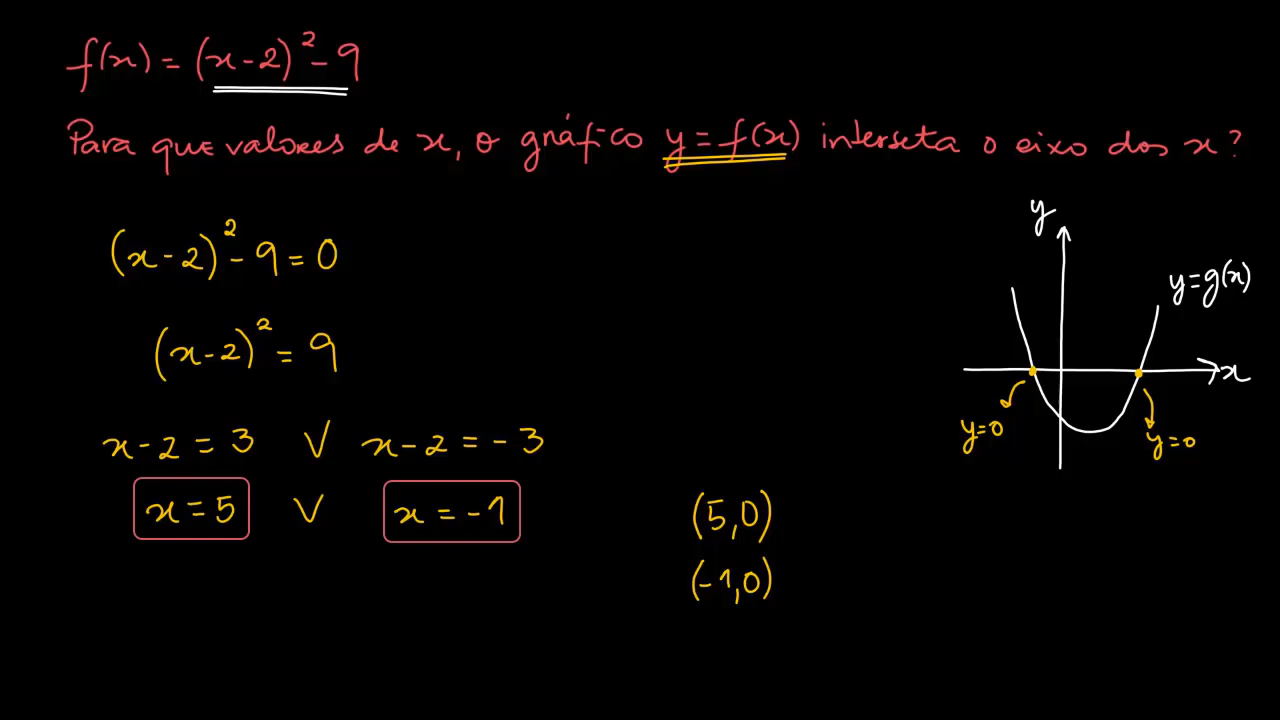 f(x) = (x-2)² - 9
Para que valores de x, o gráfico y = f(x) interseta o eixo dos x?
(x-2)² - 9 = 0
(x-2)² = 9
x-2 = 3 ∨ x-2 = -3
x = 5 ∨ x = -1
(5,0)
(-1,0)
y
y=g(x)
x
y=0
y=0